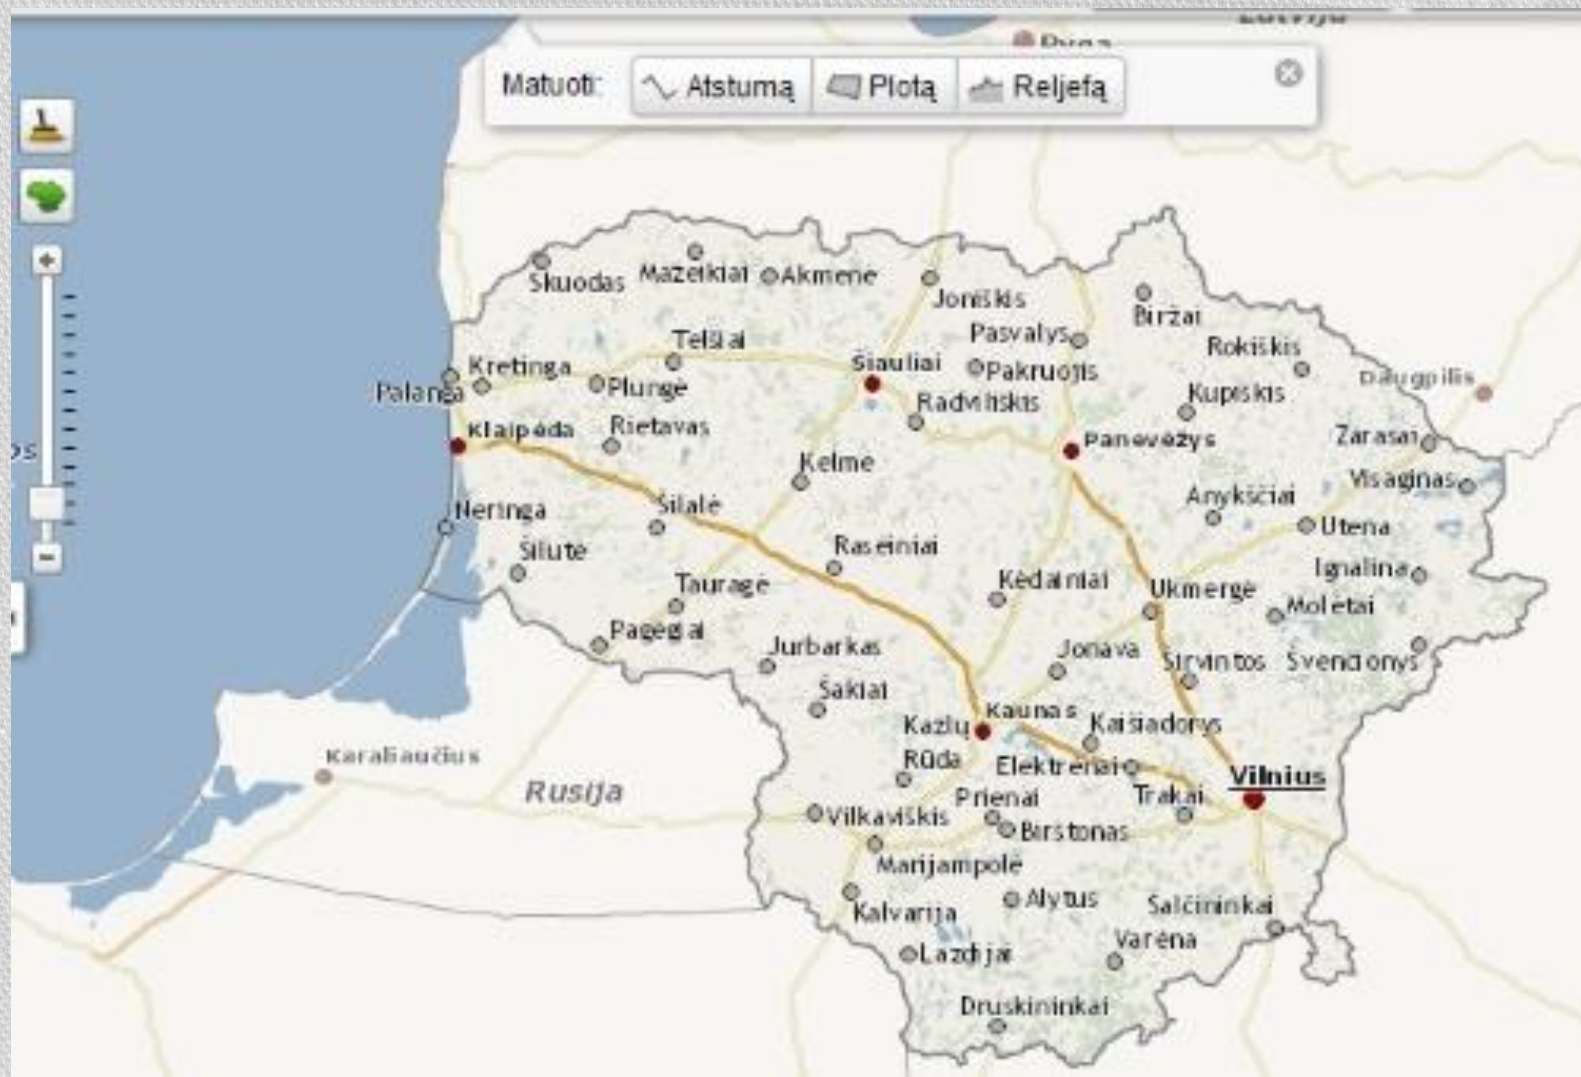 Latvija
Ryga
Matuoti: Atstumą Plotą Reljefą
Skuodas
Mažeikiai
Akmenė
Joniškis
Biržai
Pasvalys
Rokiškis
Telšiai
Šiauliai
Pakruojis
Daugpilis
Kretinga
Palanga
Plungė
Kupiškis
Radviliškis
Klaipėda
Rietavas
Panevėžys
Zarasai
Kelmė
Visaginas
Neringa
Šilalė
Anykščiai
Utena
Šilutė
Raseiniai
Ignalina
Tauragė
Kėdainiai
Ukmergė
Molėtai
Pagėgiai
Jurbarkas
Jonava
Širvintos
Švenčionys
Šakiai
Kazlų
Rūda
Kaunas
Kaišiadorys
Karaliaučius
Elektrėnai
Vilnius
Rusija
Prienai
Trakai
Vilkaviškis
Birštonas
Marijampolė
Kalvarija
Alytus
Šalčininkai
Lazdijai
Varėna
Druskininkai